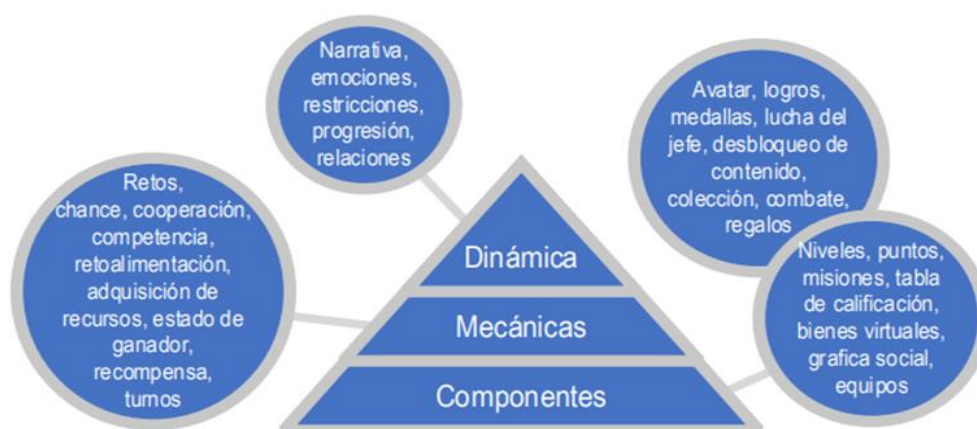 Narrativa,
emociones,
restricciones,
progresión,
relaciones
Avatar, logros,
medallas, lucha del
jefe, desbloqueo de
contenido,
colección, combate,
regalos
Retos,
chance, cooperación,
competencia,
retoalimentación,
adquisición de
recursos, estado de
ganador,
recompensa,
turnos
Niveles, puntos,
misiones, tabla
de calificación,
bienes virtuales,
grafica social,
equipos
Dinámica
Mecánicas
Componentes